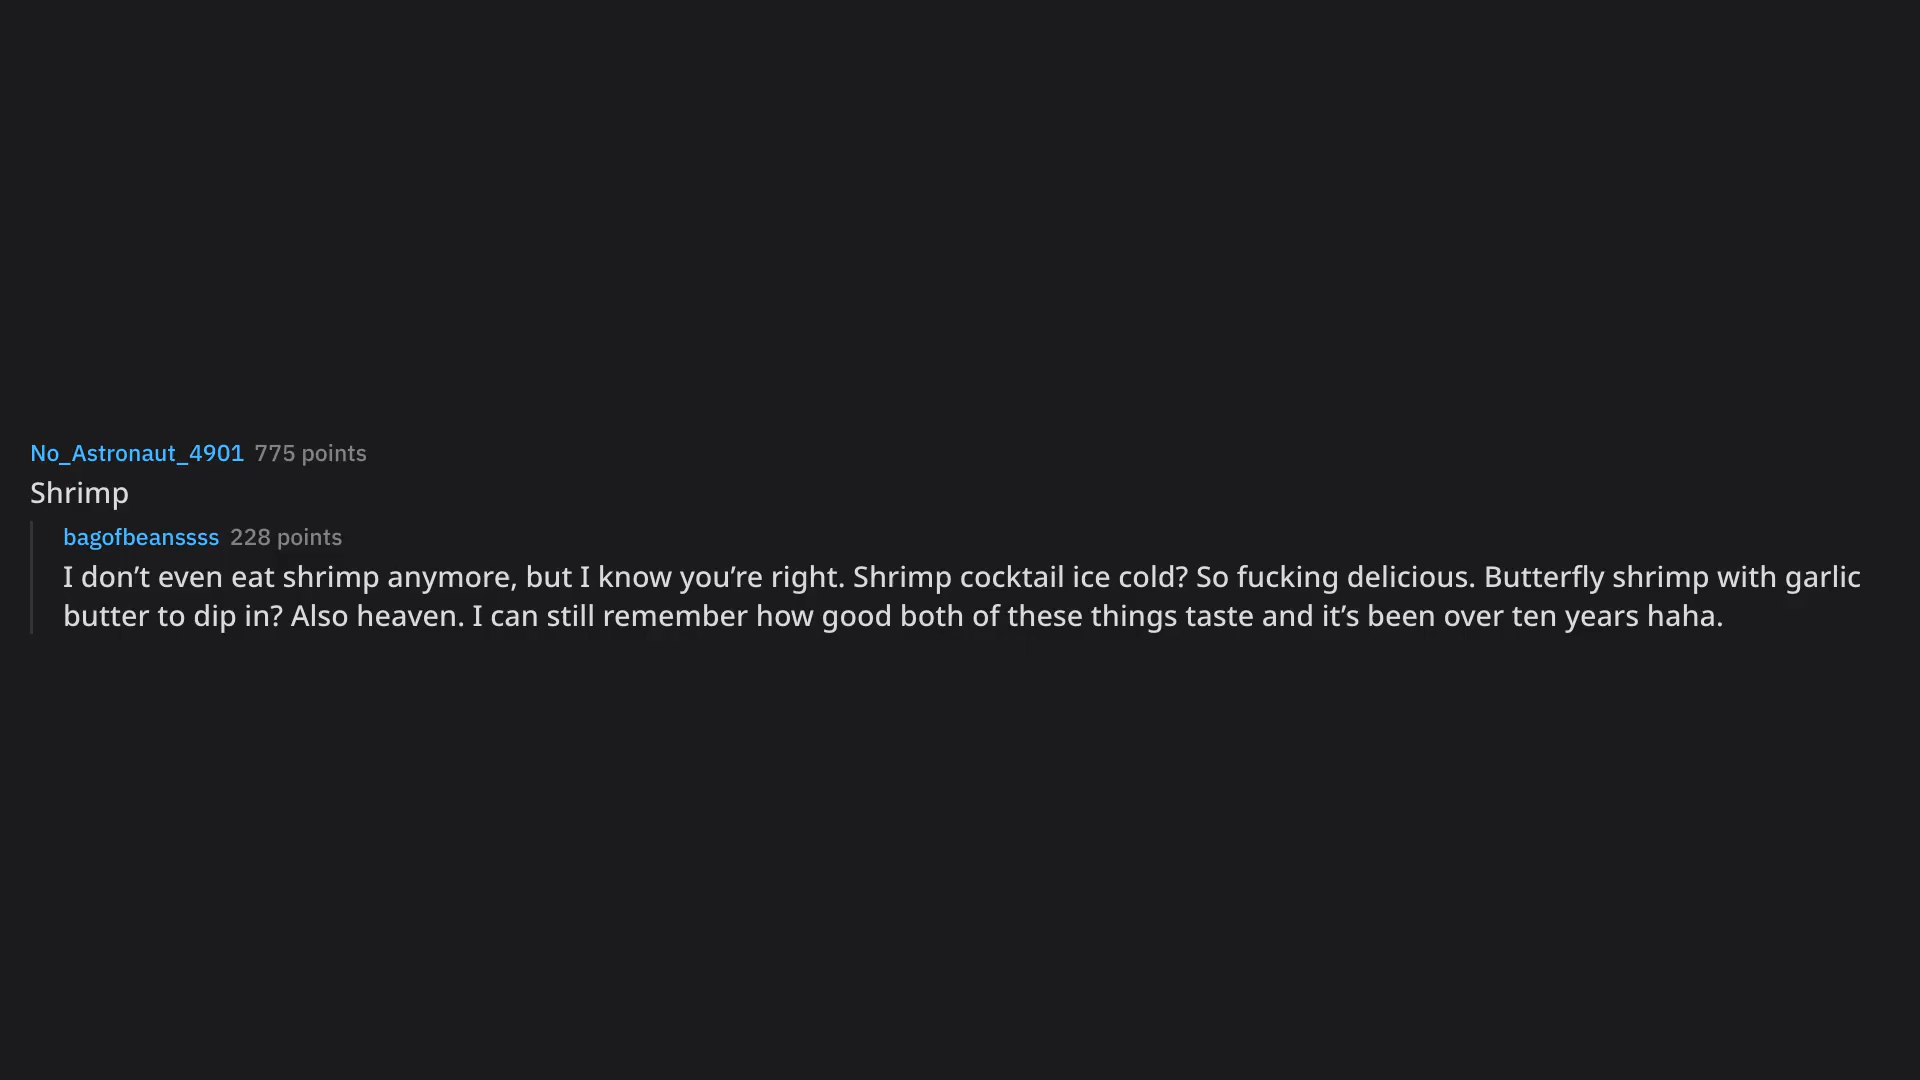 No_Astronaut_4901 775 points
Shrimp
bagofbeanssss 228 points
I don’t even eat shrimp anymore, but I know you’re right. Shrimp cocktail ice cold? So fucking delicious. Butterfly shrimp with garlic
butter to dip in? Also heaven. I can still remember how good both of these things taste and it’s been over ten years haha.